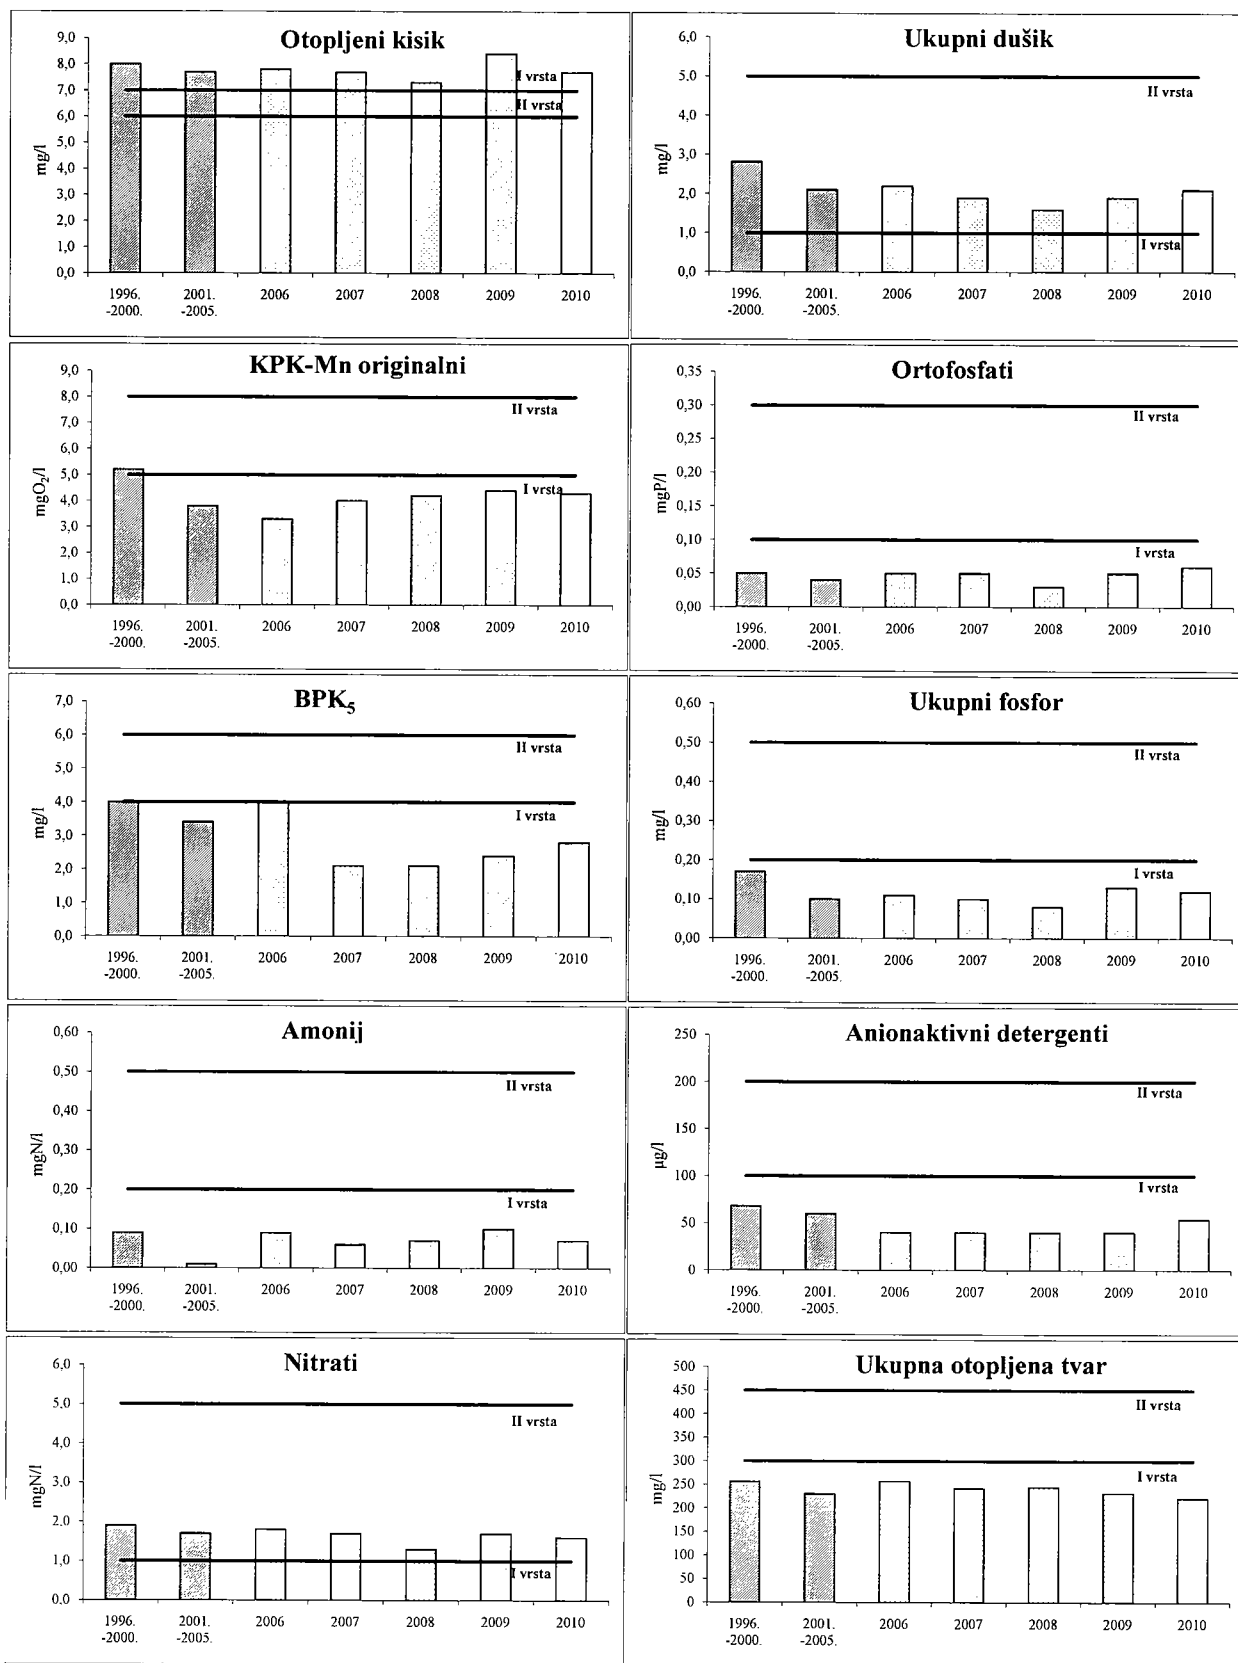 Otopljeni kisik
mg/l
9,0
8,0
7,0
6,0
5,0
4,0
3,0
2,0
1,0
0,0
I vrsta
II vrsta
1996. 2001. 2006 2007 2008 2009 2010
-2000. -2005.
Ukupni dušik
mg/l
6,0
5,0
4,0
3,0
2,0
1,0
0,0
II vrsta
I vrsta
1996. 2001. 2006 2007 2008 2009 2010
-2000. -2005.
KPK-Mn originalni
mgO₂/l
9,0
8,0
7,0
6,0
5,0
4,0
3,0
2,0
1,0
0,0
II vrsta
I vrsta
1996. 2001. 2006 2007 2008 2009 2010
-2000. -2005.
Ortofosfati
mgP/l
0,35
0,30
0,25
0,20
0,15
0,10
0,05
0,00
II vrsta
I vrsta
1996. 2001. 2006 2007 2008 2009 2010
-2000. -2005.
BPK₅
mg/l
7,0
6,0
5,0
4,0
3,0
2,0
1,0
0,0
II vrsta
I vrsta
1996. 2001. 2006 2007 2008 2009 2010
-2000. -2005.
Ukupni fosfor
mg/l
0,60
0,50
0,40
0,30
0,20
0,10
0,00
II vrsta
I vrsta
1996. 2001. 2006 2007 2008 2009 2010
-2000. -2005.
Amonij
mgN/l
0,60
0,50
0,40
0,30
0,20
0,10
0,00
II vrsta
I vrsta
1996. 2001. 2006 2007 2008 2009 2010
-2000. -2005.
Anionaktivni detergenti
µg/l
250
200
150
100
50
0
II vrsta
I vrsta
1996. 2001. 2006 2007 2008 2009 2010
-2000. -2005.
Nitrati
mgN/l
6,0
5,0
4,0
3,0
2,0
1,0
0,0
II vrsta
I vrsta
1996. 2001. 2006 2007 2008 2009 2010
-2000. -2005.
Ukupna otopljena tvar
mg/l
500
450
400
350
300
250
200
150
100
50
0
II vrsta
I vrsta
1996. 2001. 2006 2007 2008 2009 2010
-2000. -2005.